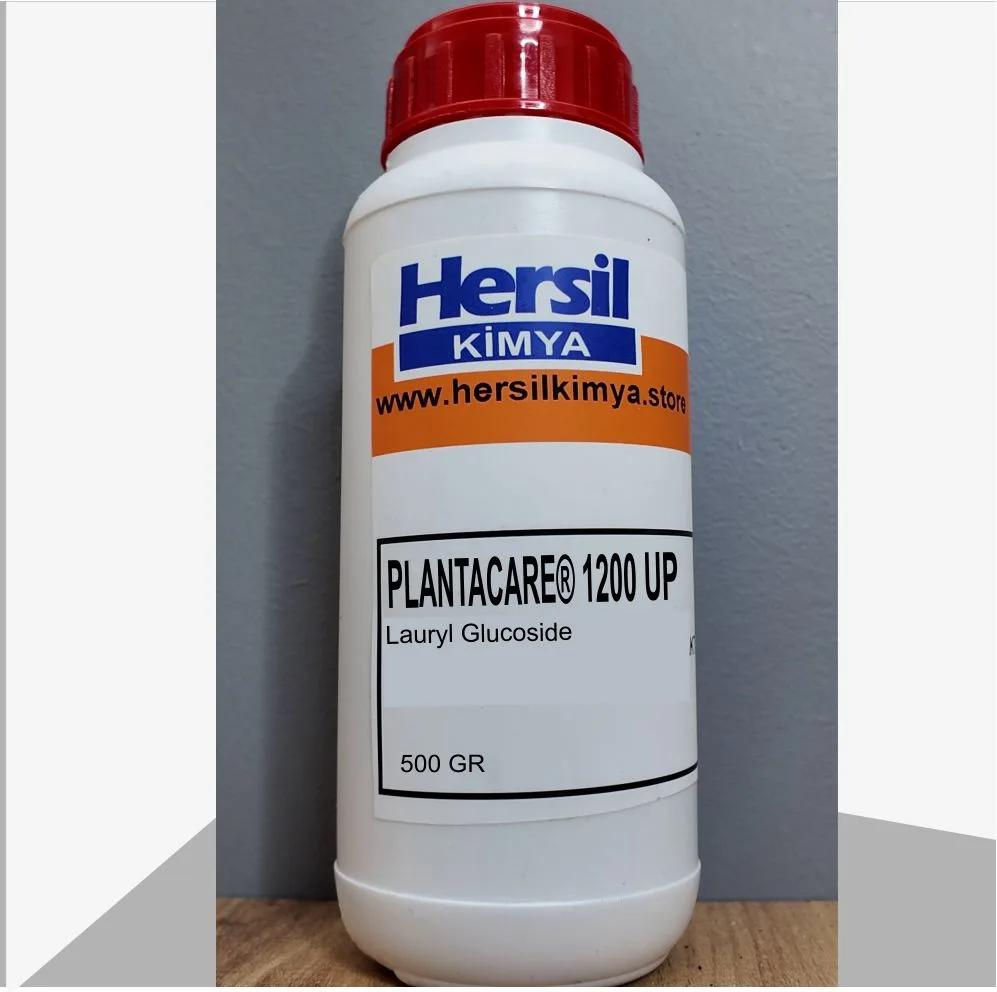 Hersil
KİMYA
www.hersilkimya.store
PLANTACARE® 1200 UP
Lauryl Glucoside
500 GR